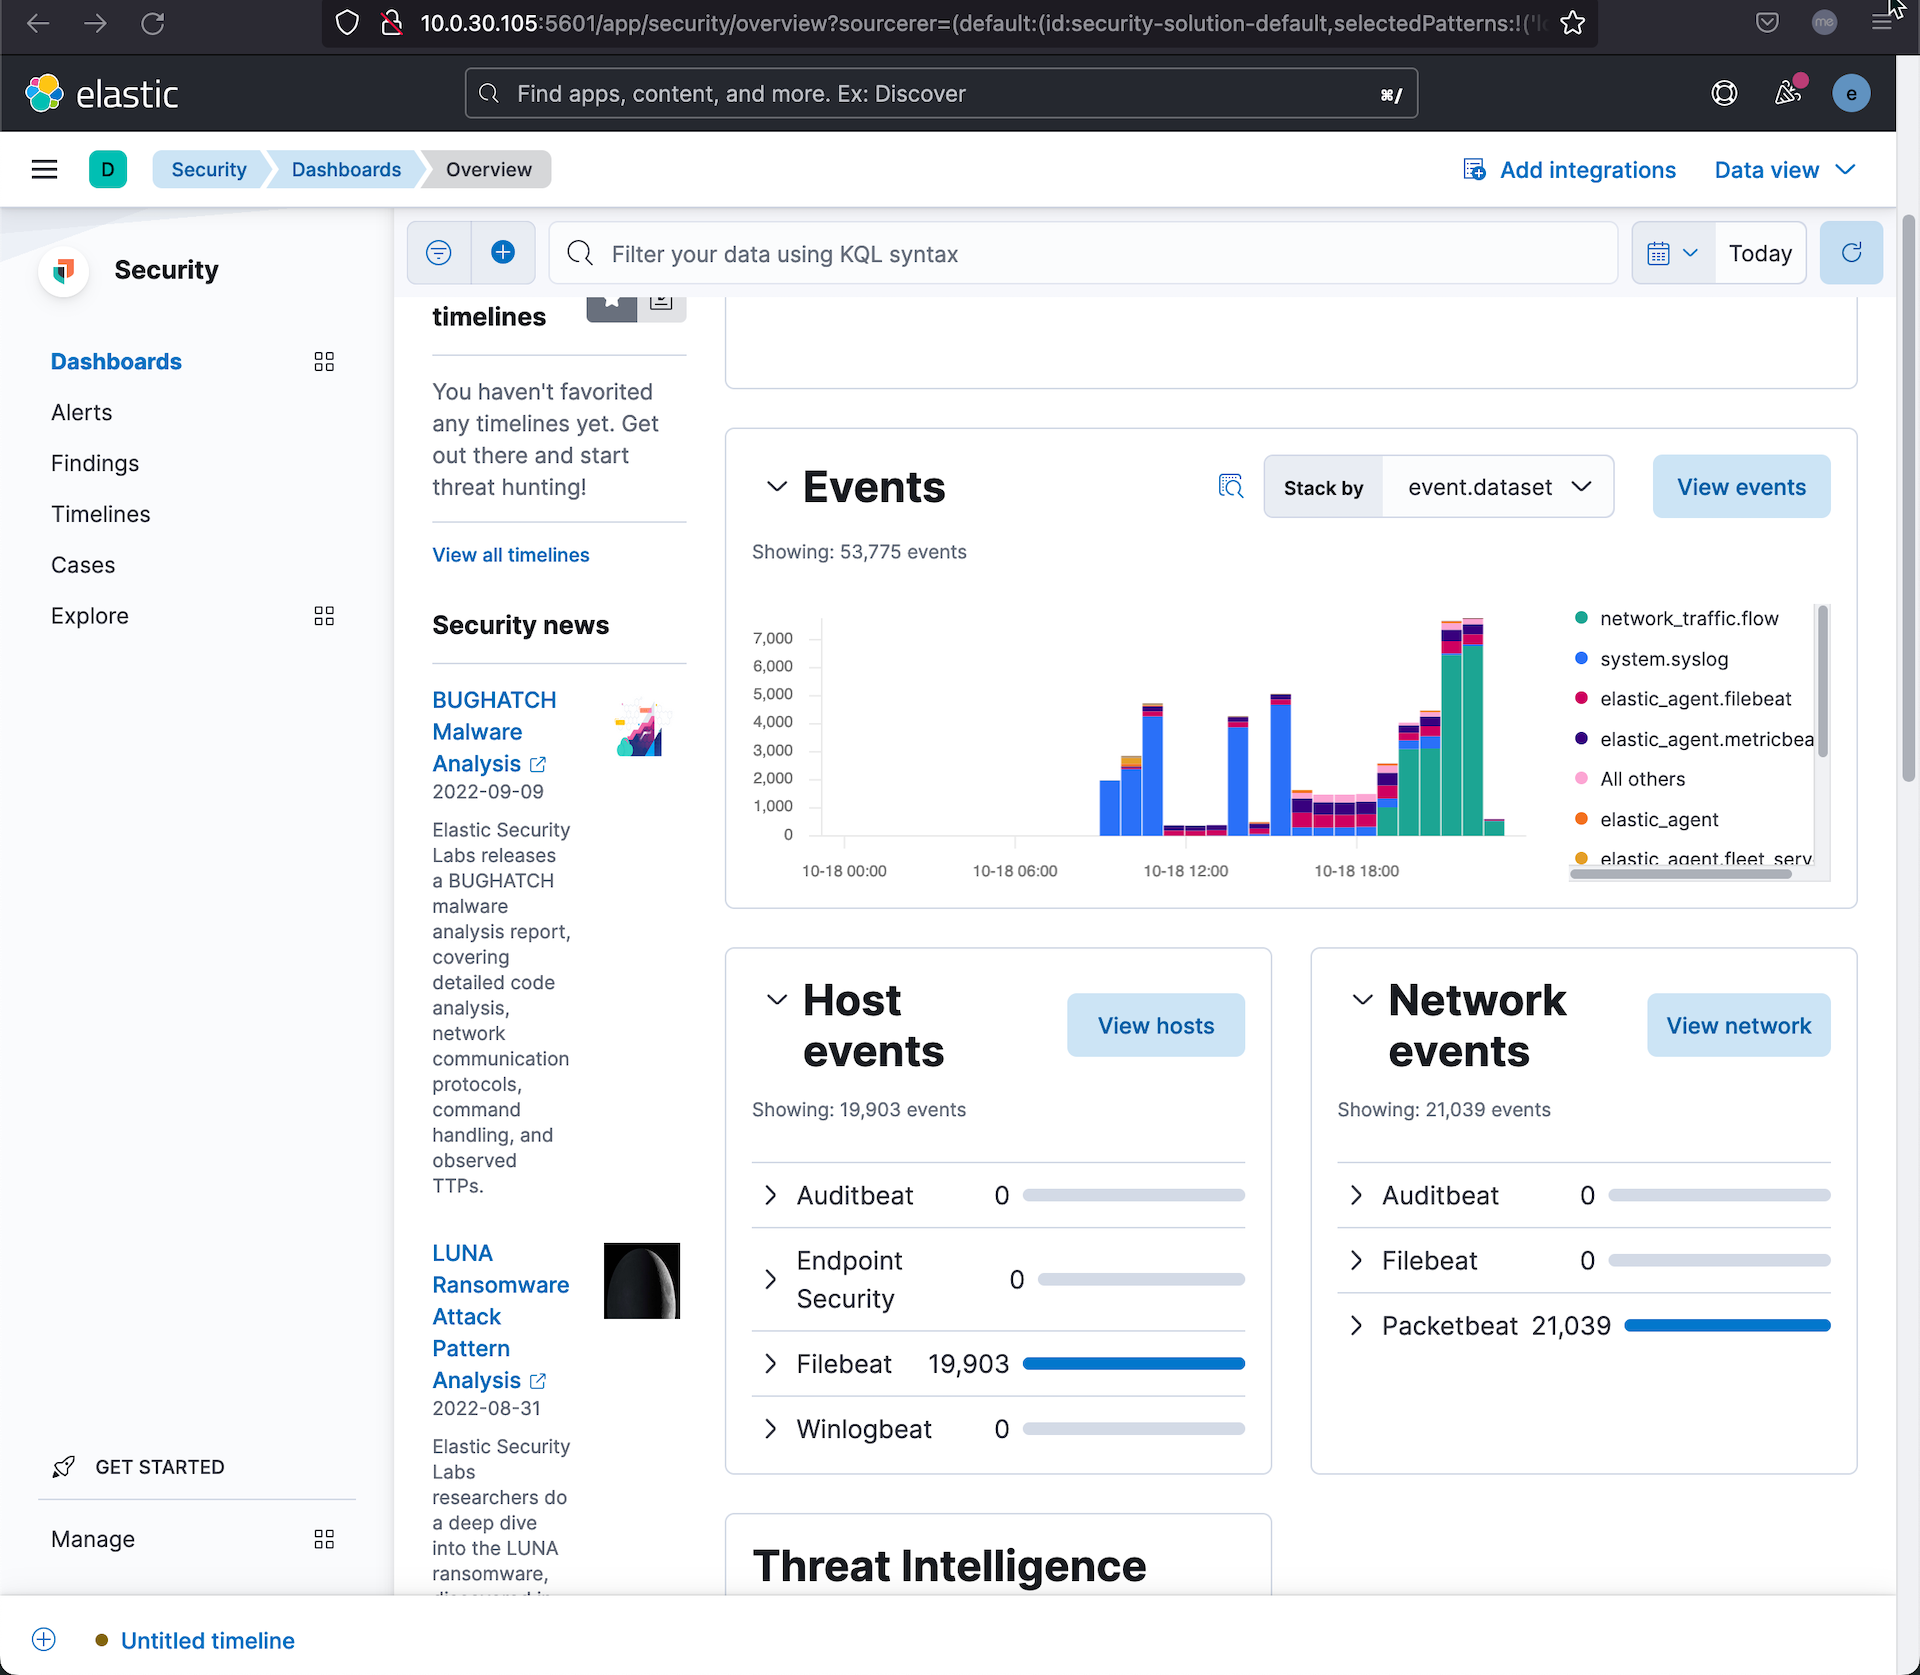 10.0.30.105:5601/app/security/overview?sourcerer=(default:(id:security-solution-default,selectedPatterns:!('l
me
elastic
Find apps, content, and more. Ex: Discover
⌘/
e
D
Security
Dashboards
Overview
Add integrations
Data view
Security
Filter your data using KQL syntax
Today
Dashboards
Alerts
Findings
Timelines
Cases
Explore
GET STARTED
Manage
timelines
You haven't favorited
any timelines yet. Get
out there and start
threat hunting!
View all timelines
Security news
BUGHATCH
Malware
Analysis
2022-09-09
Elastic Security
Labs releases
a BUGHATCH
malware
analysis report,
covering
detailed code
analysis,
network
communication
protocols,
command
handling, and
observed
TTPs.
LUNA
Ransomware
Attack
Pattern
Analysis
2022-08-31
Elastic Security
Labs
researchers do
a deep dive
into the LUNA
ransomware,
Events
Stack by
event.dataset
View events
Showing: 53,775 events
7,000
6,000
5,000
4,000
3,000
2,000
1,000
0
10-18 00:00
10-18 06:00
10-18 12:00
10-18 18:00
network_traffic.flow
system.syslog
elastic_agent.filebeat
elastic_agent.metricbea
All others
elastic_agent
elastic_agent.fleet_serv
Host
events
View hosts
Showing: 19,903 events
Auditbeat 0
Endpoint
Security
0
Filebeat 19,903
Winlogbeat 0
Network
events
View network
Showing: 21,039 events
Auditbeat 0
Filebeat 0
Packetbeat 21,039
Threat Intelligence
Untitled timeline